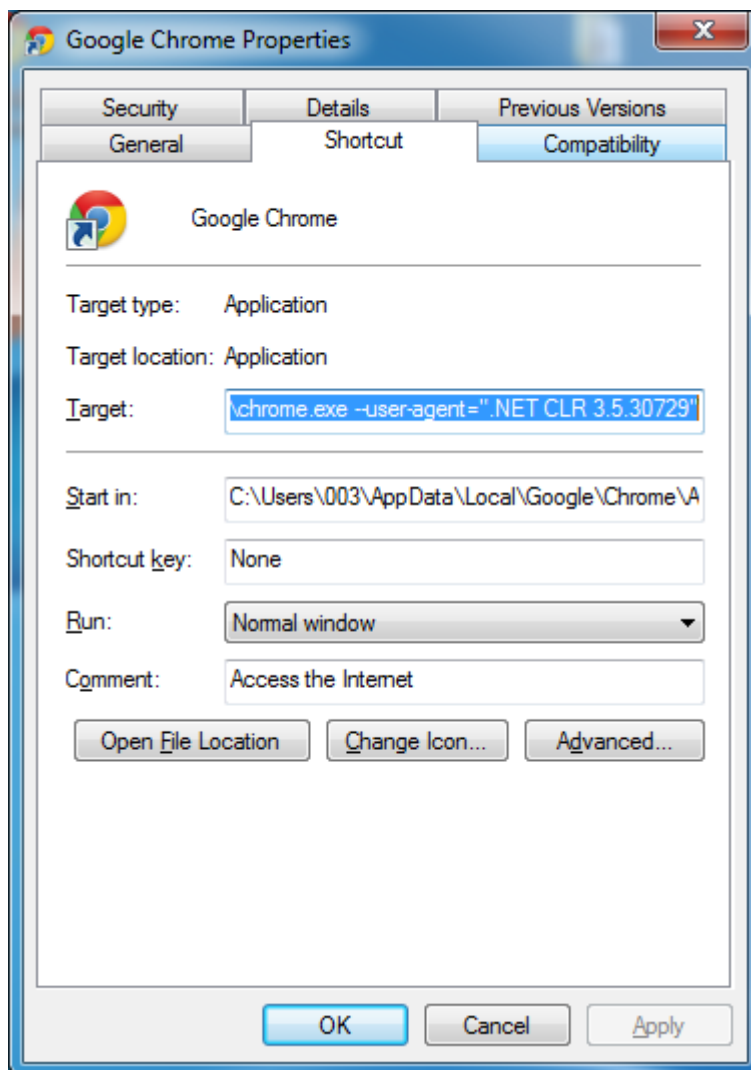 Google Chrome Properties
Security Details Previous Versions
General Shortcut Compatibility
Google Chrome
Target type: Application
Target location: Application
Target: \chrome.exe --user-agent=".NET CLR 3.5.30729"
Start in: C:\Users\003\AppData\Local\Google\Chrome\A
Shortcut key: None
Run: Normal window
Comment: Access the Internet
Open File Location Change Icon... Advanced...
OK Cancel Apply